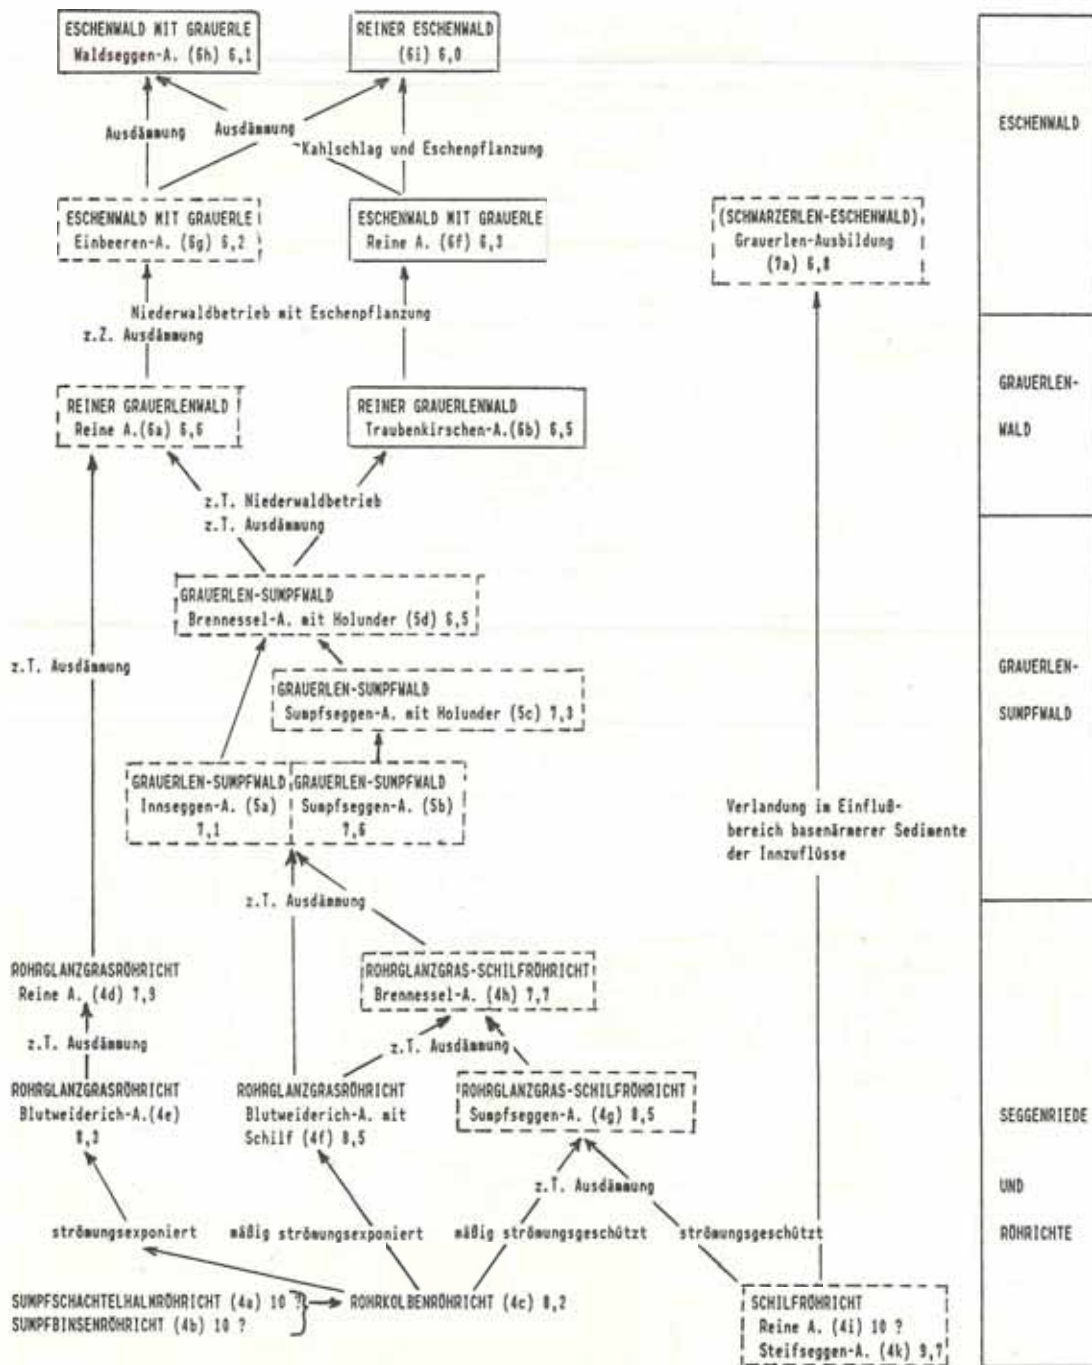 ESCHENWALD MIT GRAUERLE
Waldseggen-A. (6h) 6,1
REINER ESCHENWALD
(6i) 6,0
ESCHENWALD
Ausdämmung
Ausdämmung
Kahlschlag und Eschenpflanzung
ESCHENWALD MIT GRAUERLE
Einbeeren-A. (6g) 6,2
ESCHENWALD MIT GRAUERLE
Reine A. (6f) 6,3
(SCHWARZERLEN-ESCHENWALD)
Grauerlen-Ausbildung
(7a) 6,8
Niederwaldbetrieb mit Eschenpflanzung
z.Z. Ausdämmung
GRAUERLEN-
WALD
REINER GRAUERLENWALD
Reine A.(6a) 6,6
REINER GRAUERLENWALD
Traubenkirschen-A.(6b) 6,5
z.T. Niederwaldbetrieb
z.T. Ausdämmung
GRAUERLEN-SUMPFWALD
Brennessel-A. mit Holunder (5d) 6,5
z.T. Ausdämmung
GRAUERLEN-SUMPFWALD
Sumpfseggen-A. mit Holunder (5c) 7,3
GRAUERLEN-
SUMPFWALD
GRAUERLEN-SUMPFWALD
Innseggen-A. (5a)
7,1
GRAUERLEN-SUMPFWALD
Sumpfseggen-A. (5b)
7,6
Verlandung im Einfluß-
bereich basenärmerer Sedimente
der Innzuflüsse
z.T. Ausdämmung
ROHRGLANZGRASRÖHRICHT
Reine A. (4d) 7,9
ROHRGLANZGRAS-SCHILFRÖHRICHT
Brennessel-A. (4h) 7,7
z.T. Ausdämmung
z.T. Ausdämmung
ROHRGLANZGRASRÖHRICHT
Blutweiderich-A.(4e)
8,3
ROHRGLANZGRASRÖHRICHT
Blutweiderich-A. mit
Schilf (4f) 8,5
ROHRGLANZGRAS-SCHILFRÖHRICHT
Sumpfseggen-A. (4g) 8,5
SEGGENRIEDE
UND
RÖHRICHTE
z.T. Ausdämmung
strömungsexponiert
mäßig strömungsexponiert
mäßig strömungsgeschützt
strömungsgeschützt
SUMPFSCHACHTELHALMRÖHRICHT (4a) 10 ?
SUMPFBINSENRÖHRICHT (4b) 10 ?
ROHRKOLBENRÖHRICHT (4c) 8,2
SCHILFRÖHRICHT
Reine A. (4i) 10 ?
Steifseggen-A. (4k) 9,7